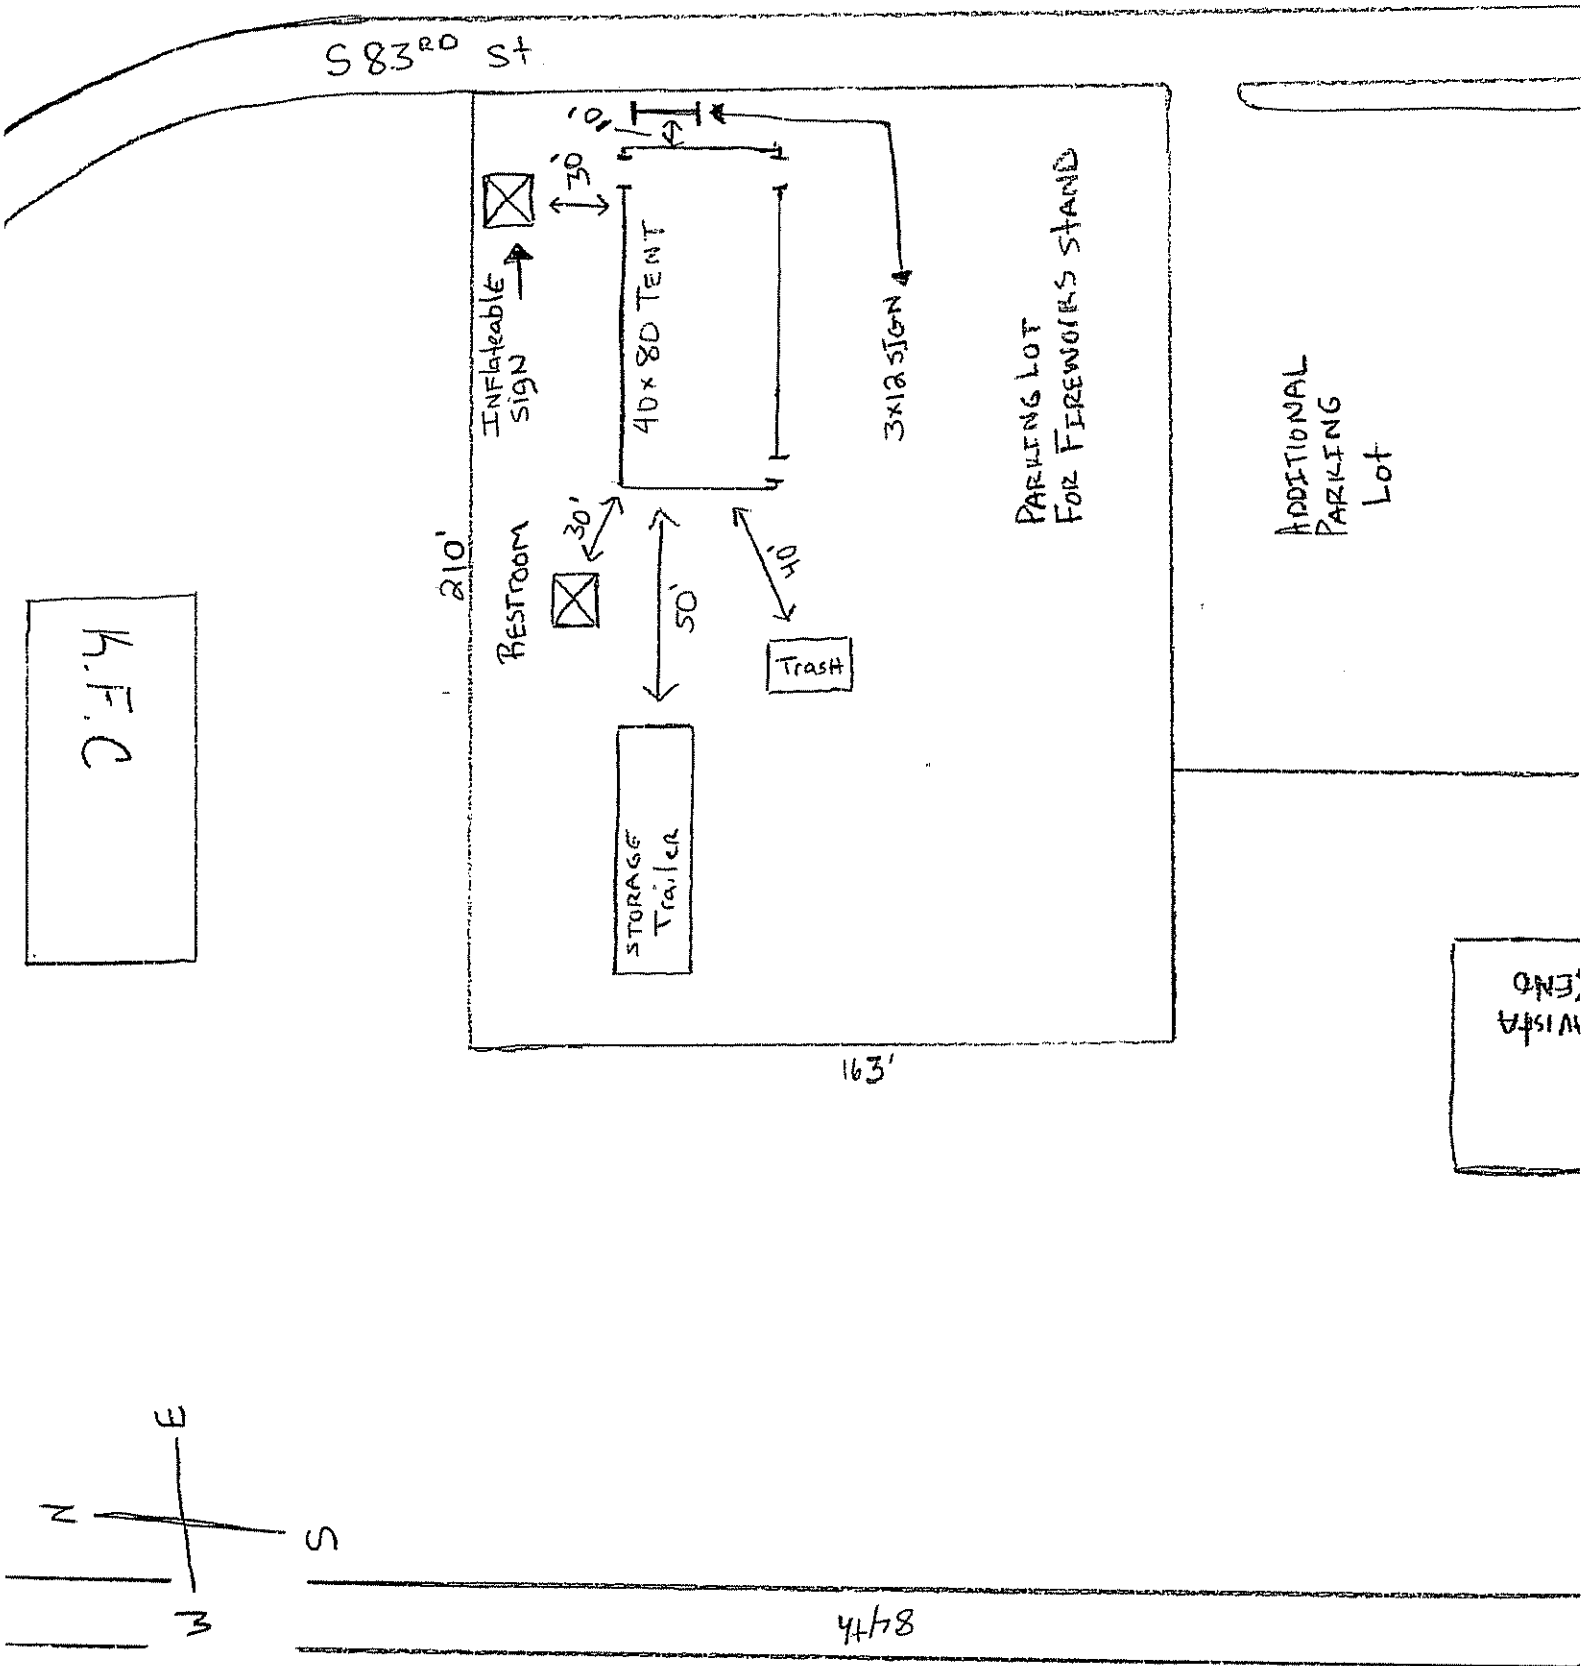 S 83RD St
10'
30'
INFlateablE
SigN
40 x 80 TENT
3x12 SIGN
PARKING LOT
FOR FIREWORKS StAND
ADDITIONAL
PARKING
Lot
210'
RESTROOM
30'
50'
40'
TrasH
K.F.C
STORAGE
Trailer
163'
N
E
S
W
84th